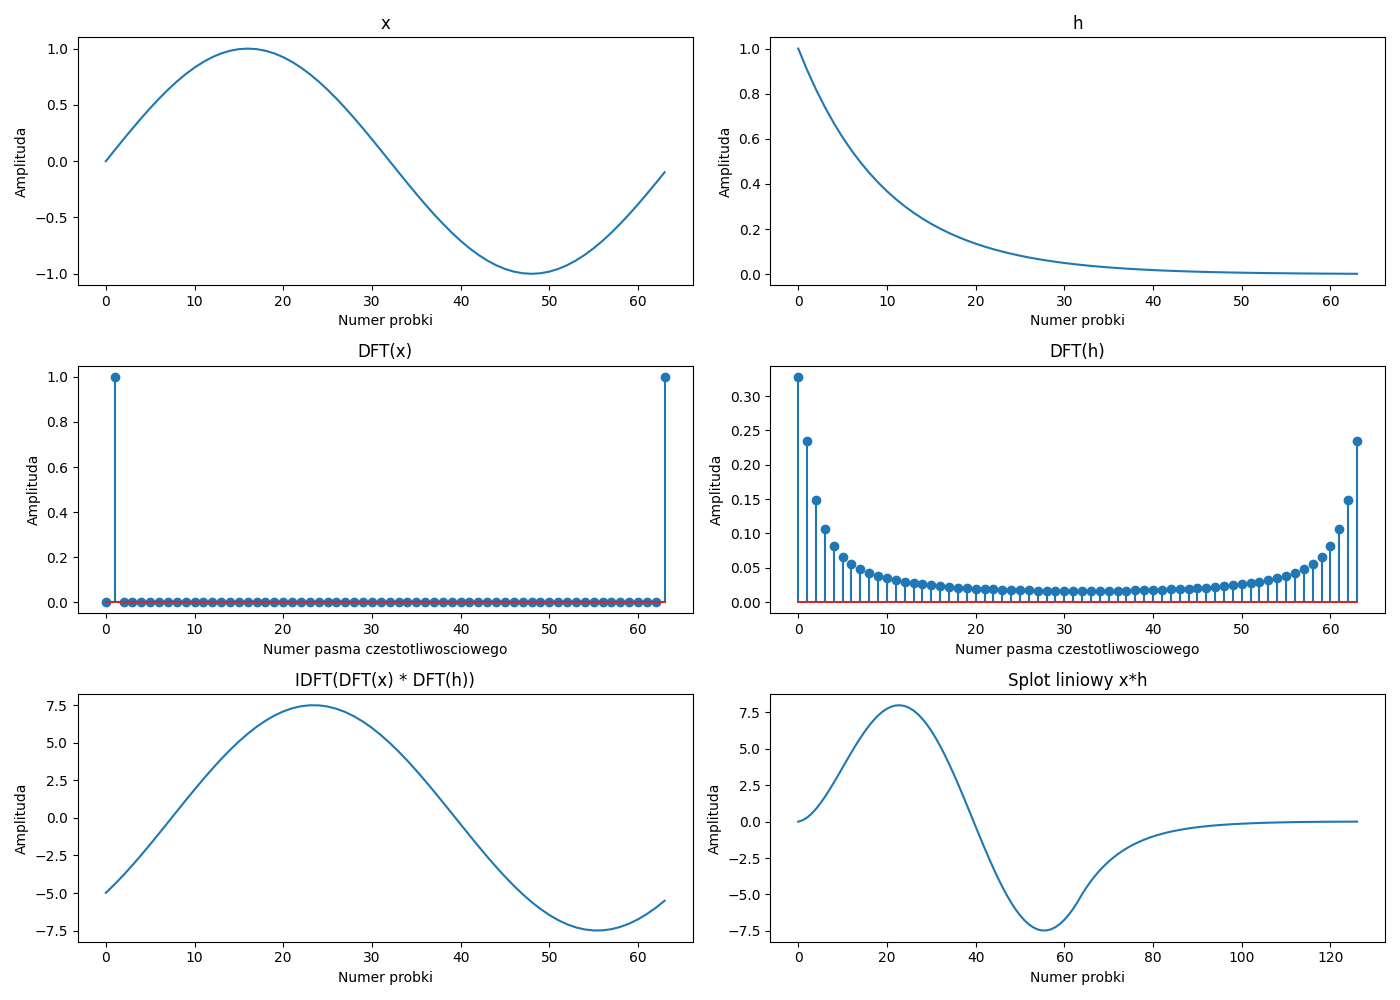 x
1.0
0.5
0.0
−0.5
−1.0
Amplituda
0 10 20 30 40 50 60
Numer probki
h
1.0
0.8
0.6
0.4
0.2
0.0
Amplituda
0 10 20 30 40 50 60
Numer probki
DFT(x)
1.0
0.8
0.6
0.4
0.2
0.0
Amplituda
0 10 20 30 40 50 60
Numer pasma czestotliwosciowego
DFT(h)
0.30
0.25
0.20
0.15
0.10
0.05
0.00
Amplituda
0 10 20 30 40 50 60
Numer pasma czestotliwosciowego
IDFT(DFT(x) * DFT(h))
7.5
5.0
2.5
0.0
−2.5
−5.0
−7.5
Amplituda
0 10 20 30 40 50 60
Numer probki
Splot liniowy x*h
7.5
5.0
2.5
0.0
−2.5
−5.0
−7.5
Amplituda
0 20 40 60 80 100 120
Numer probki